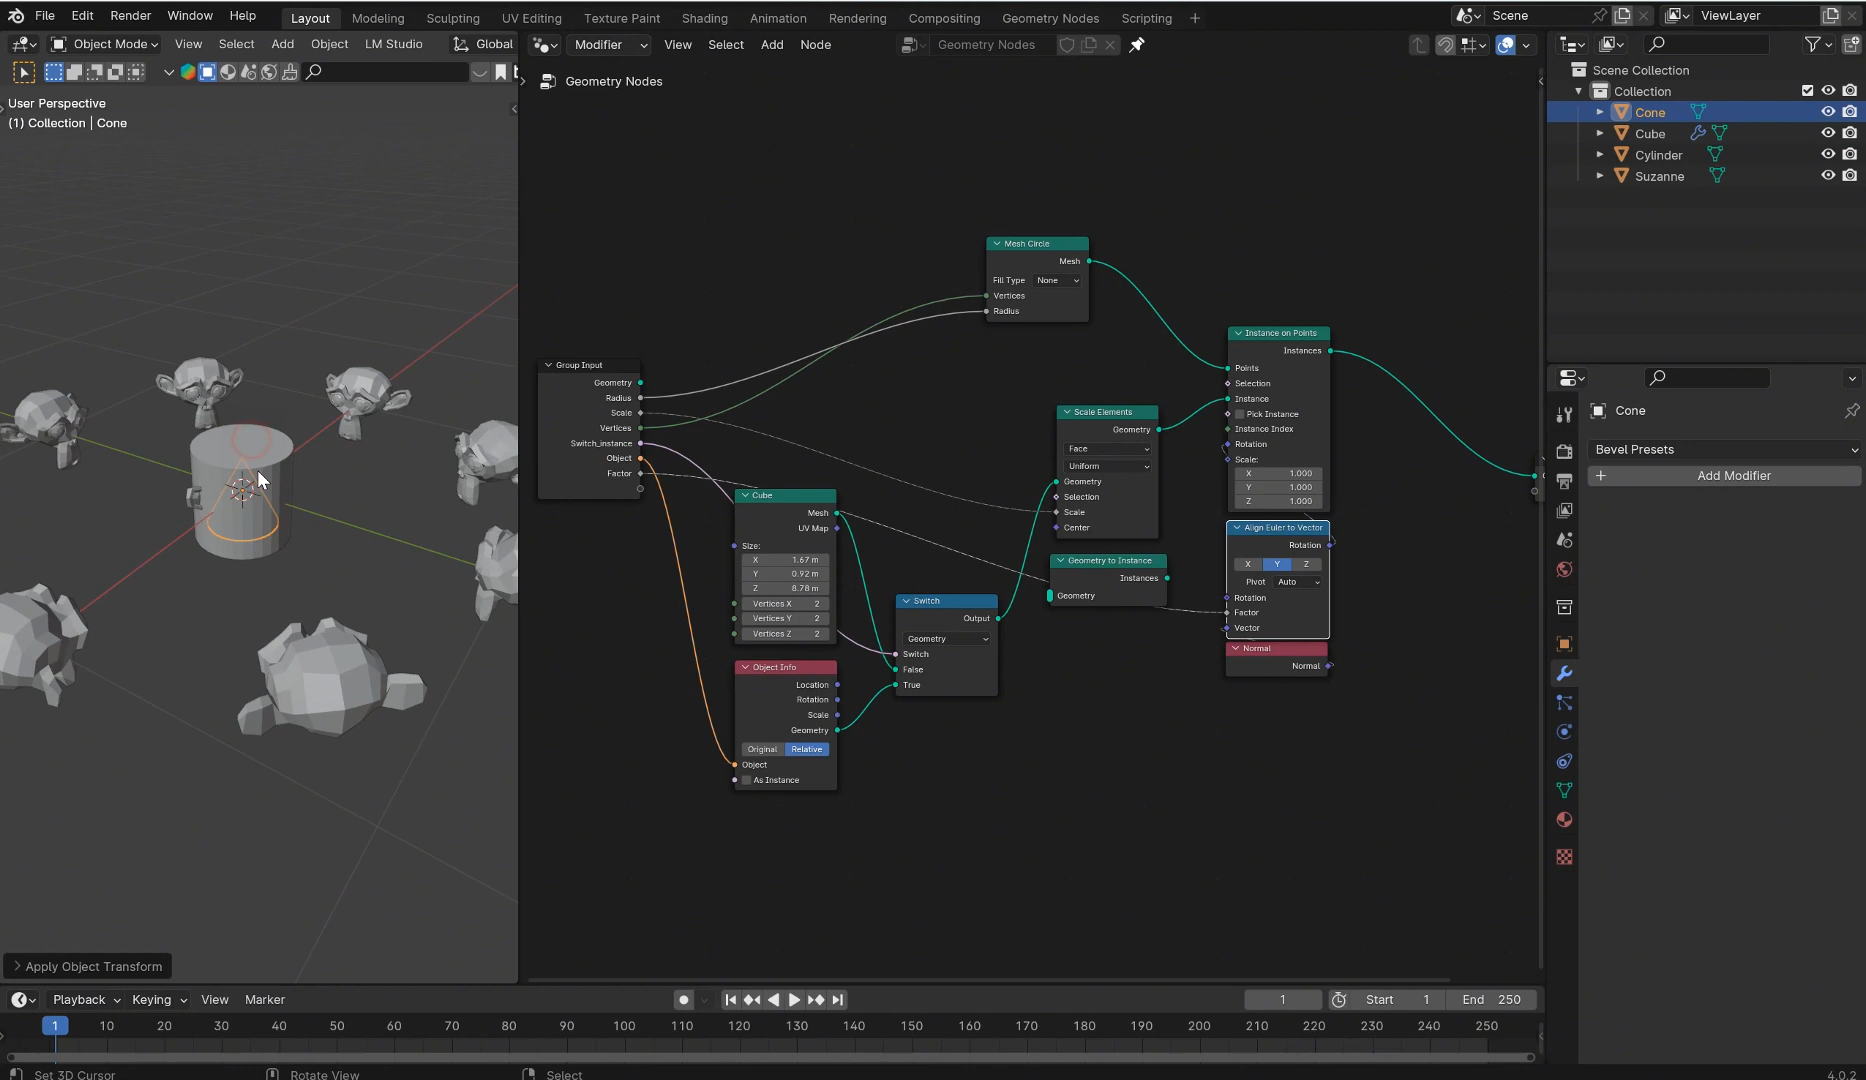 File Edit Render Window Help Layout Modeling Sculpting UV Editing Texture Paint Shading Animation Rendering Compositing Geometry Nodes Scripting + Scene ViewLayer
Object Mode View Select Add Object LM Studio Global Modifier View Select Add Node Geometry Nodes
Geometry Nodes
User Perspective
(1) Collection | Cone
Scene Collection
Collection
Cone
Cube
Cylinder
Suzanne
Cone
Bevel Presets
+ Add Modifier
Mesh Circle
Mesh
Fill Type None
Vertices
Radius
Group Input
Geometry
Radius
Scale
Vertices
Switch_instance
Object
Factor
Cube
Mesh
UV Map
Size:
X 1.67 m
Y 0.92 m
Z 8.78 m
Vertices X 2
Vertices Y 2
Vertices Z 2
Object Info
Location
Rotation
Scale
Geometry
Original Relative
Object
As Instance
Switch
Output
Geometry
Switch
False
True
Scale Elements
Geometry
Face
Uniform
Geometry
Selection
Scale
Center
Geometry to Instance
Instances
Geometry
Instance on Points
Instances
Points
Selection
Instance
Pick Instance
Instance Index
Rotation
Scale:
X 1.000
Y 1.000
Z 1.000
Align Euler to Vector
Rotation
X Y Z
Pivot Auto
Rotation
Factor
Vector
Normal
Normal
Apply Object Transform
Playback Keying View Marker 1 Start 1 End 250
1 10 20 30 40 50 60 70 80 90 100 110 120 130 140 150 160 170 180 190 200 210 220 230 240 250
Set 3D Cursor Rotate View Select 4.0.2